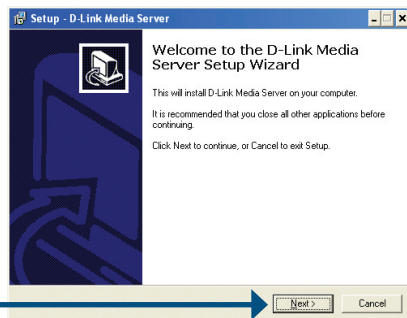 Setup - D-Link Media Server
Welcome to the D-Link Media
Server Setup Wizard
This will install D-Link Media Server on your computer.
It is recommended that you close all other applications before
continuing.
Click Next to continue, or Cancel to exit Setup.
Next >
Cancel